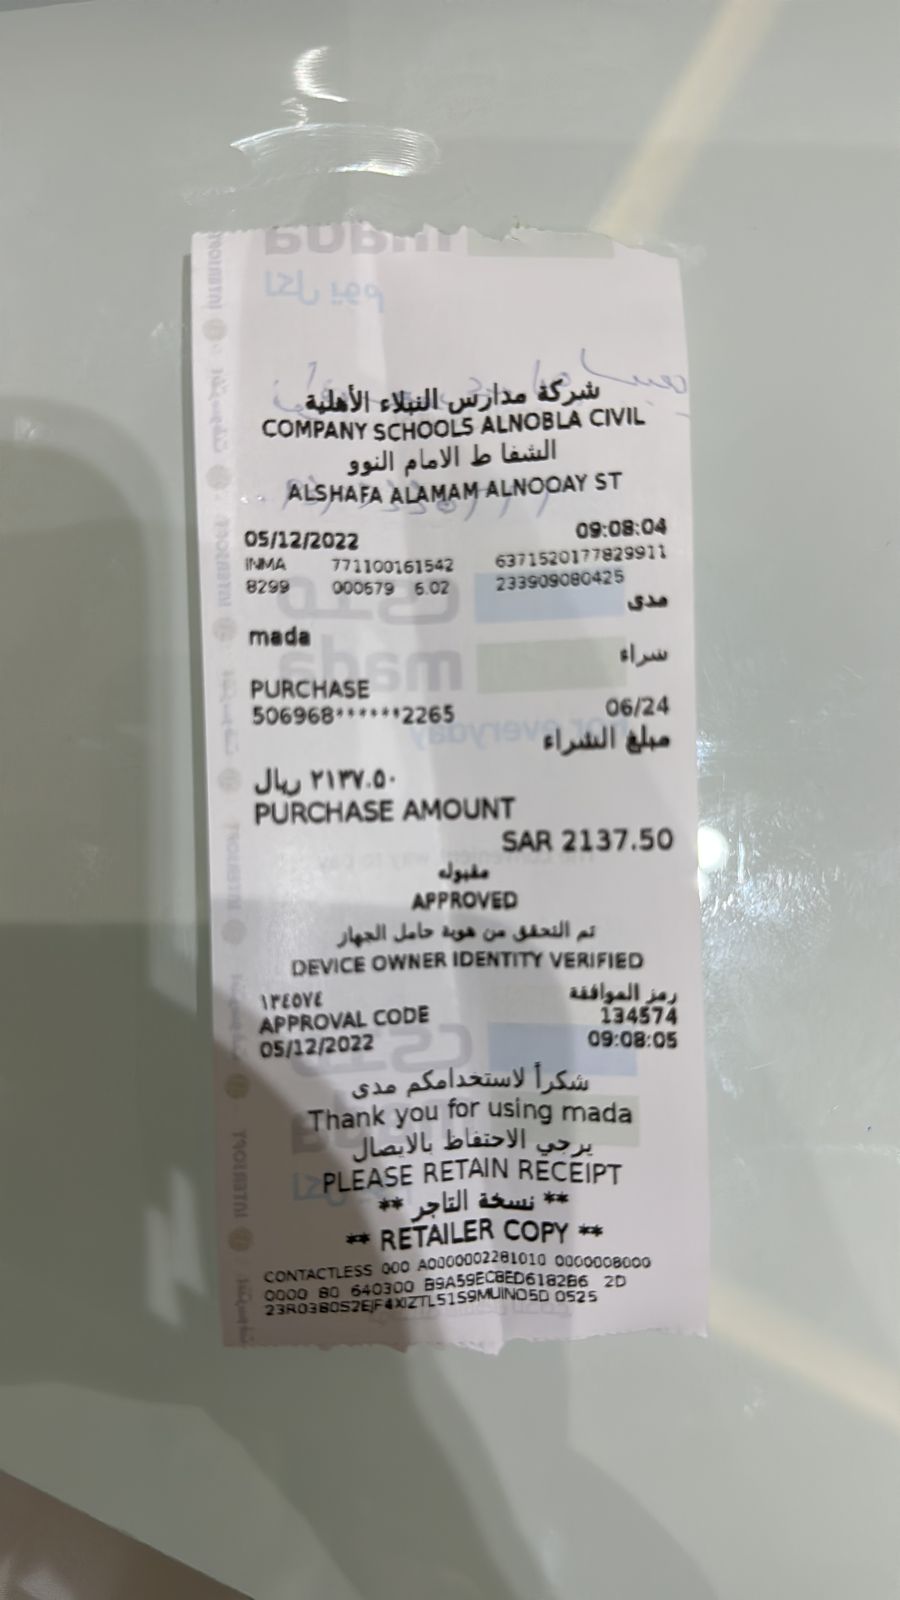 شركة مدارس النبلاء الأهلية
COMPANY SCHOOLS ALNOBLA CIVIL
الشفا ط الامام النوو
ALSHAFA ALAMAM ALNOOAY ST
05/12/2022 09:08:04
INMA 771100161542 6371520177829911
8299 000679 6.02 233909080425
مدى
mada
شراء
PURCHASE
506968******2265 06/24
مبلغ الشراء
٢١٣٧.٥٠ ريال
PURCHASE AMOUNT
SAR 2137.50
مقبوله
APPROVED
تم التحقق من هوية حامل الجهاز
DEVICE OWNER IDENTITY VERIFIED
١٣٤٥٧٤ رمز الموافقة
APPROVAL CODE 134574
05/12/2022 09:08:05
شكراً لاستخدامكم مدى
Thank you for using mada
يرجي الاحتفاظ بالايصال
PLEASE RETAIN RECEIPT
** نسخة التاجر **
** RETAILER COPY **
CONTACTLESS 000 A0000002281010 0000008000
0000 80 640300 B9A59EC8ED6182B6 2D
23R03B0S2EJF4XIZTL51S9MUINO5D 0525